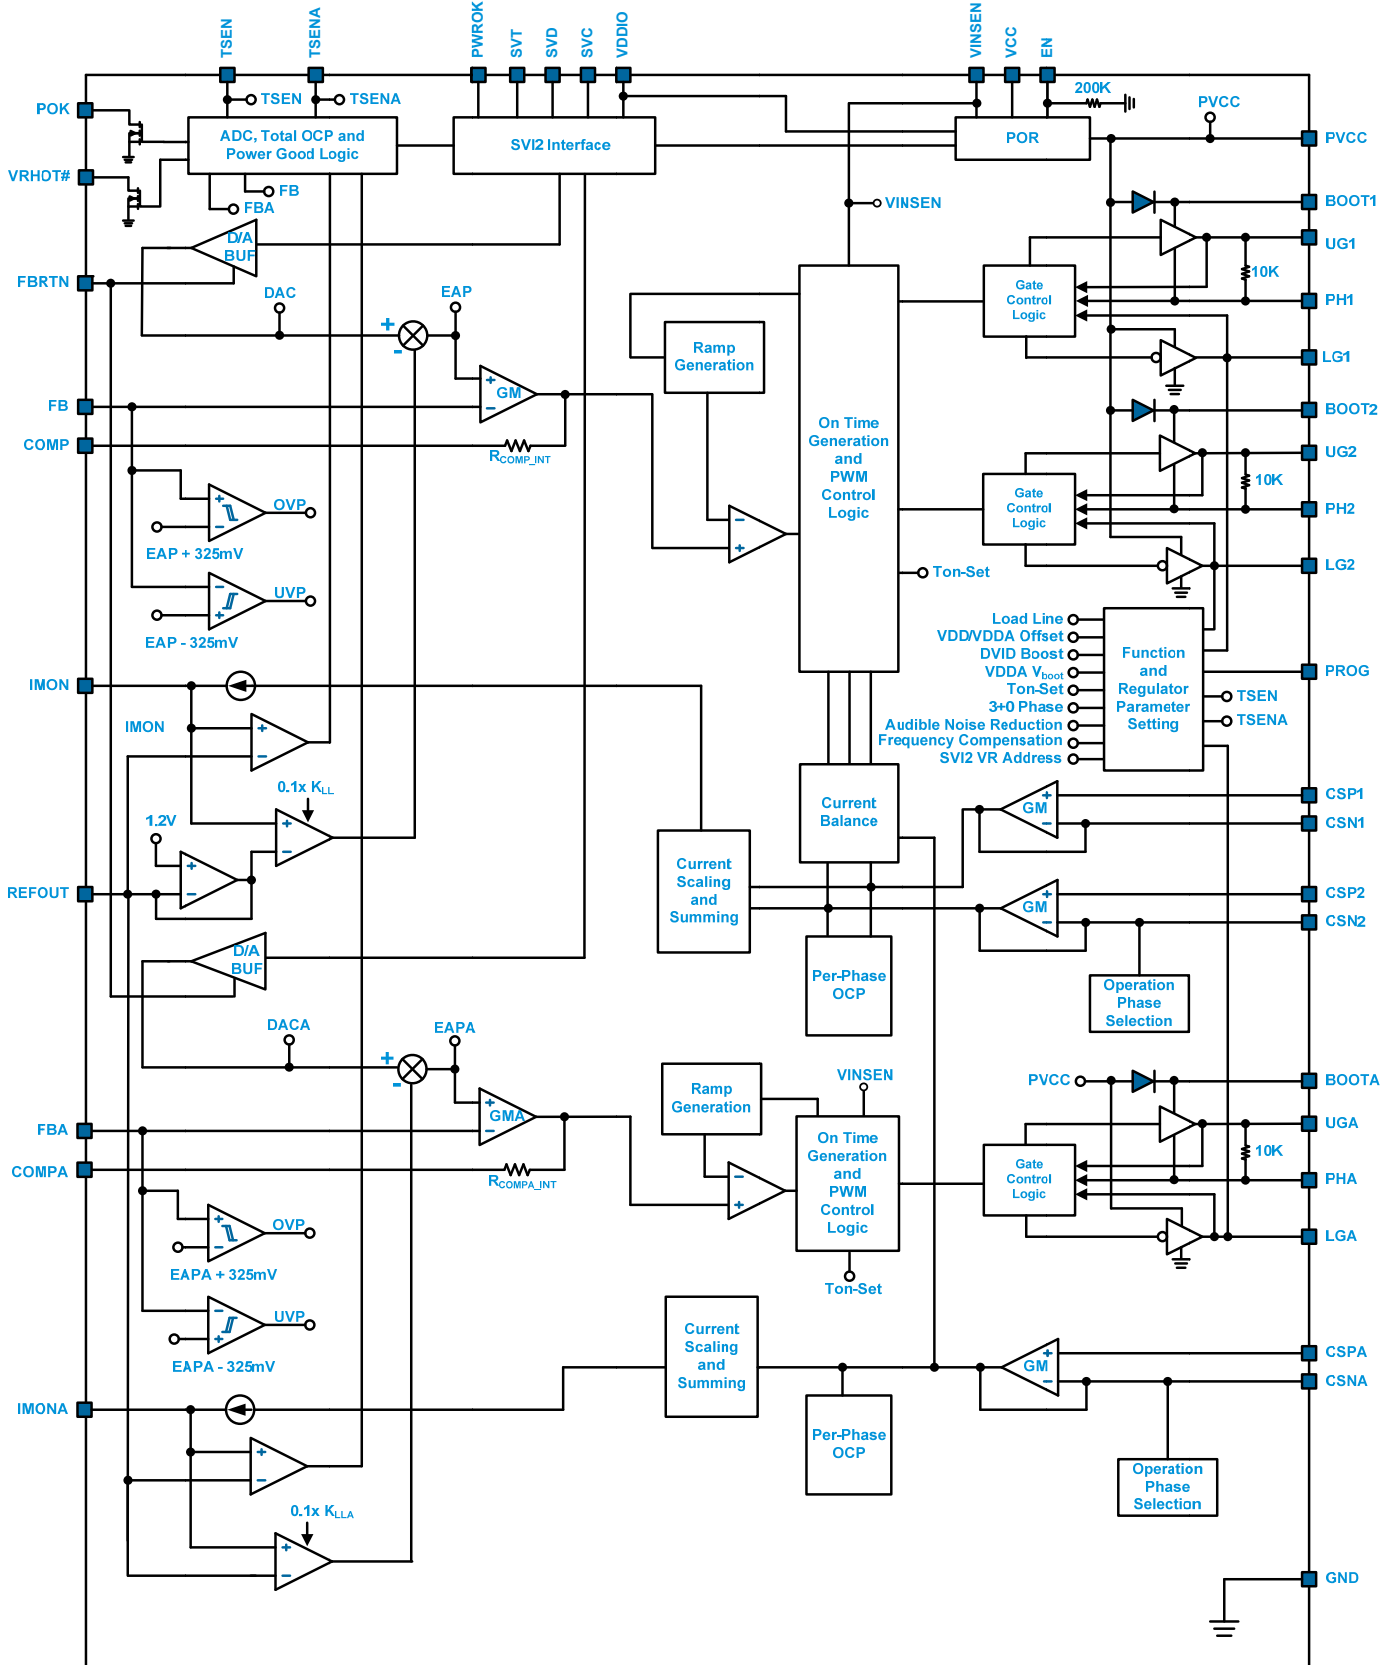 TSEN
TSENA
PWROK
SVT
SVD
SVC
VDDIO
VINSEN
VCC
EN
200K
PVCC
POK
TSEN
TSENA
ADC, Total OCP and
Power Good Logic
SVI2 Interface
POR
PVCC
VRHOT#
FB
FBA
VINSEN
BOOT1
D/A
BUF
UG1
FBRTN
10K
Gate
Control
Logic
PH1
DAC
EAP
+
-
Ramp
Generation
LG1
+
GM
-
FB
BOOT2
COMP
RCOMP_INT
On Time
Generation
and
PWM
Control
Logic
UG2
10K
Gate
Control
Logic
PH2
+
-
OVP
EAP + 325mV
-
+
LG2
Ton-Set
-
+
UVP
EAP - 325mV
Load Line
VDD/VDDA Offset
DVID Boost
VDDA Vboot
Ton-Set
3+0 Phase
Audible Noise Reduction
Frequency Compensation
SVI2 VR Address
Function
and
Regulator
Parameter
Setting
PROG
TSEN
TSENA
IMON
IMON
+
-
0.1x KLL
1.2V
+
-
+
-
REFOUT
Current
Balance
Current
Scaling
and
Summing
+
GM
-
CSP1
CSN1
+
GM
-
CSP2
CSN2
D/A
BUF
Per-Phase
OCP
Operation
Phase
Selection
DACA
EAPA
+
-
+
GMA
-
Ramp
Generation
VINSEN
PVCC
BOOTA
FBA
COMPA
RCOMPA_INT
On Time
Generation
and
PWM
Control
Logic
-
+
Gate
Control
Logic
UGA
10K
PHA
LGA
+
-
OVP
EAPA + 325mV
Ton-Set
-
+
UVP
EAPA - 325mV
Current
Scaling
and
Summing
+
GM
-
CSPA
CSNA
IMONA
Per-Phase
OCP
+
-
Operation
Phase
Selection
0.1x KLLA
+
-
GND